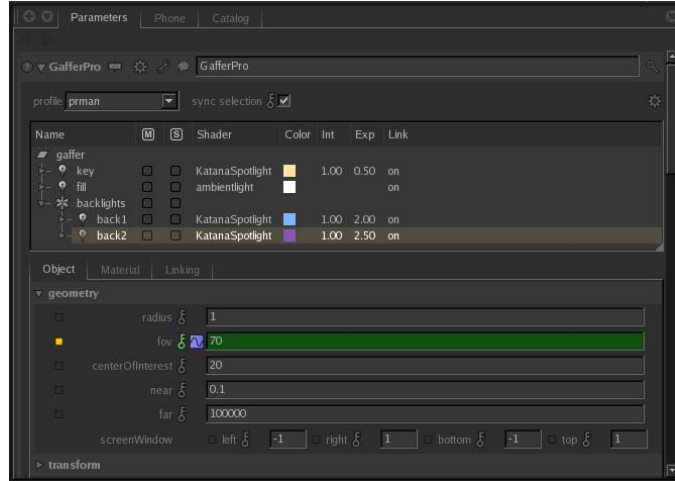 Parameters Phone Catalog
GafferPro GafferPro
profile prman sync selection
Name M S Shader Color Int Exp Link
gaffer
key KatanaSpotlight 1.00 0.50 on
fill ambientlight on
backlights
back1 KatanaSpotlight 1.00 2.00 on
back2 KatanaSpotlight 1.00 2.50 on
Object Material Linking
geometry
radius 1
fov 70
centerOfInterest 20
near 0.1
far 100000
screenWindow left -1 right 1 bottom -1 top 1
transform